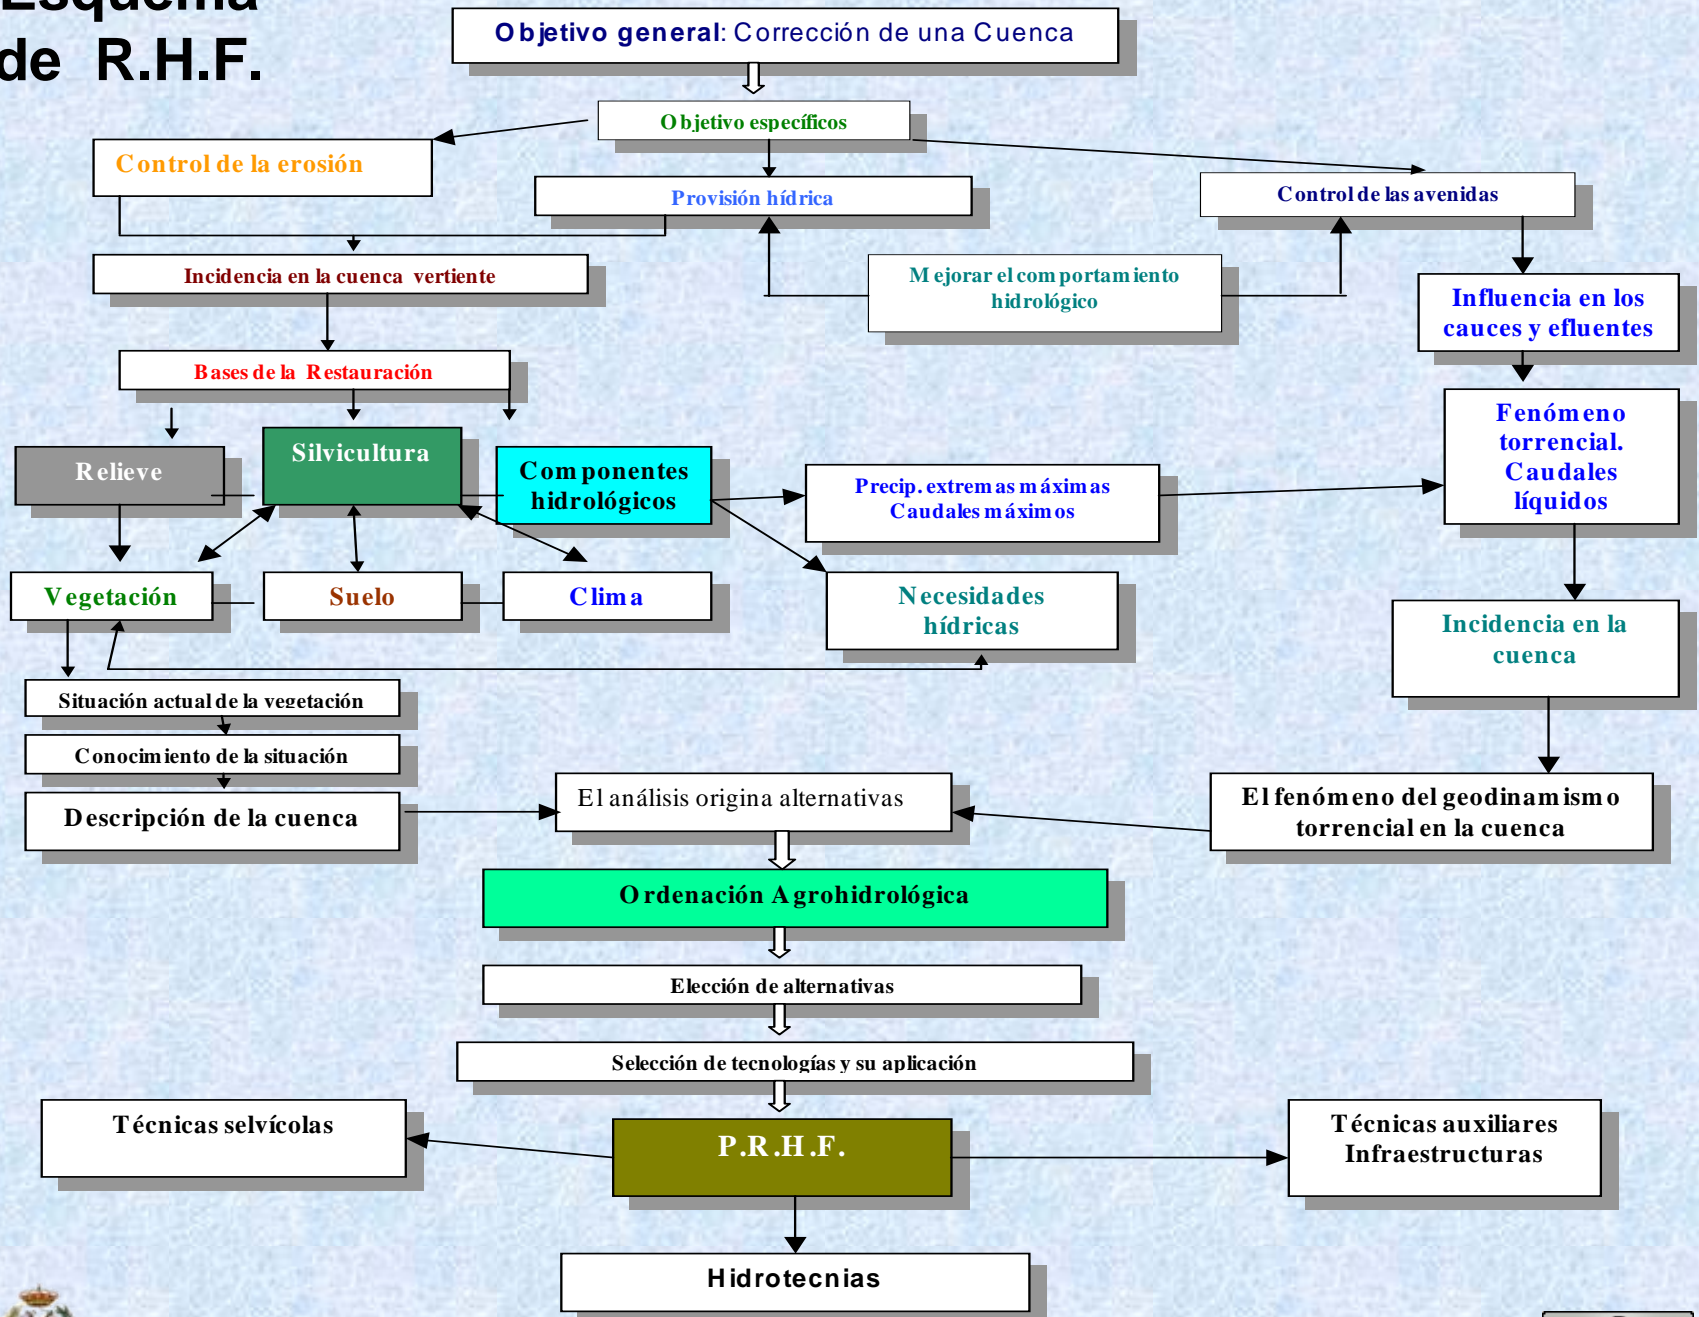 Esquema
de R.H.F.
Objetivo general: Corrección de una Cuenca
Objetivo específicos
Control de la erosión
Provisión hídrica
Control de las avenidas
Incidencia en la cuenca vertiente
Mejorar el comportamiento
hidrológico
Influencia en los
cauces y efluentes
Bases de la Restauración
Fenómeno
torrencial.
Caudales
líquidos
Relieve
Silvicultura
Componentes
hidrológicos
Precip. extremas máximas
Caudales máximos
Vegetación
Suelo
Clima
Necesidades
hídricas
Incidencia en la
cuenca
Situación actual de la vegetación
Conocimiento de la situación
Descripción de la cuenca
El análisis origina alternativas
El fenómeno del geodinamismo
torrencial en la cuenca
Ordenación Agrohidrológica
Elección de alternativas
Selección de tecnologías y su aplicación
Técnicas selvícolas
P.R.H.F.
Técnicas auxiliares
Infraestructuras
Hidrotecnias